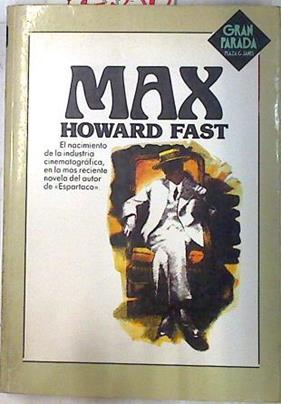 GRAN
PARADA
PLAZA & JANES
MAX
HOWARD FAST
El nacimiento
de la industria
cinematográfica,
en la mas reciente
novela del autor
de «Espartaco».